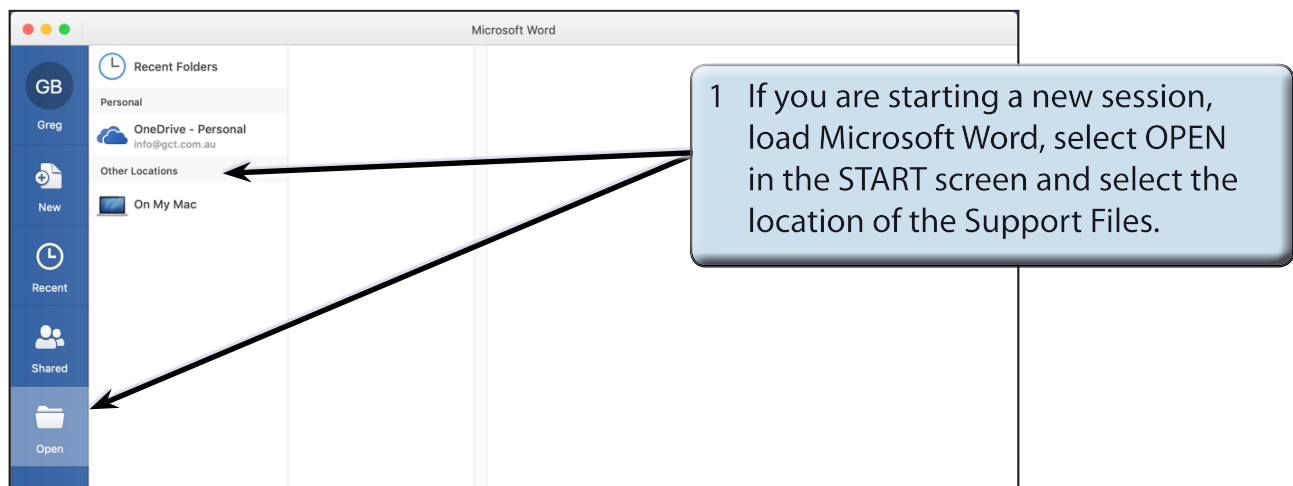 Microsoft Word
GB
Greg
New
Recent
Shared
Open
Recent Folders
Personal
OneDrive - Personal
info@gct.com.au
Other Locations
On My Mac
1 If you are starting a new session,
load Microsoft Word, select OPEN
in the START screen and select the
location of the Support Files.